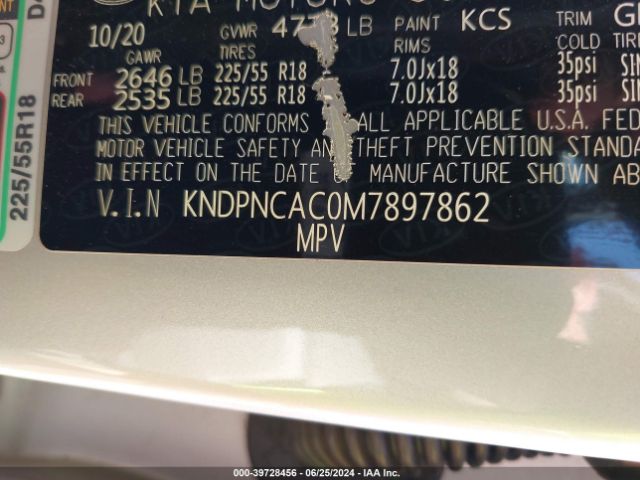 KIA MOTORS
10/20 GVWR 47 LB PAINT KCS TRIM
GAWR TIRES RIMS COLD TIRE
FRONT 2646 LB 225/55 R18 7.0Jx18 35psi
REAR 2535 LB 225/55 R18 7.0Jx18 35psi
THIS VEHICLE CONFORMS ALL APPLICABLE U.S.A. FED
MOTOR VEHICLE SAFETY AND THEFT PREVENTION STANDA
IN EFFECT ON THE DATE MANUFACTURE SHOWN AB
V.I.N KNDPNCAC0M7897862
MPV
225/55R18
000-39728456 - 06/25/2024 - IAA Inc.